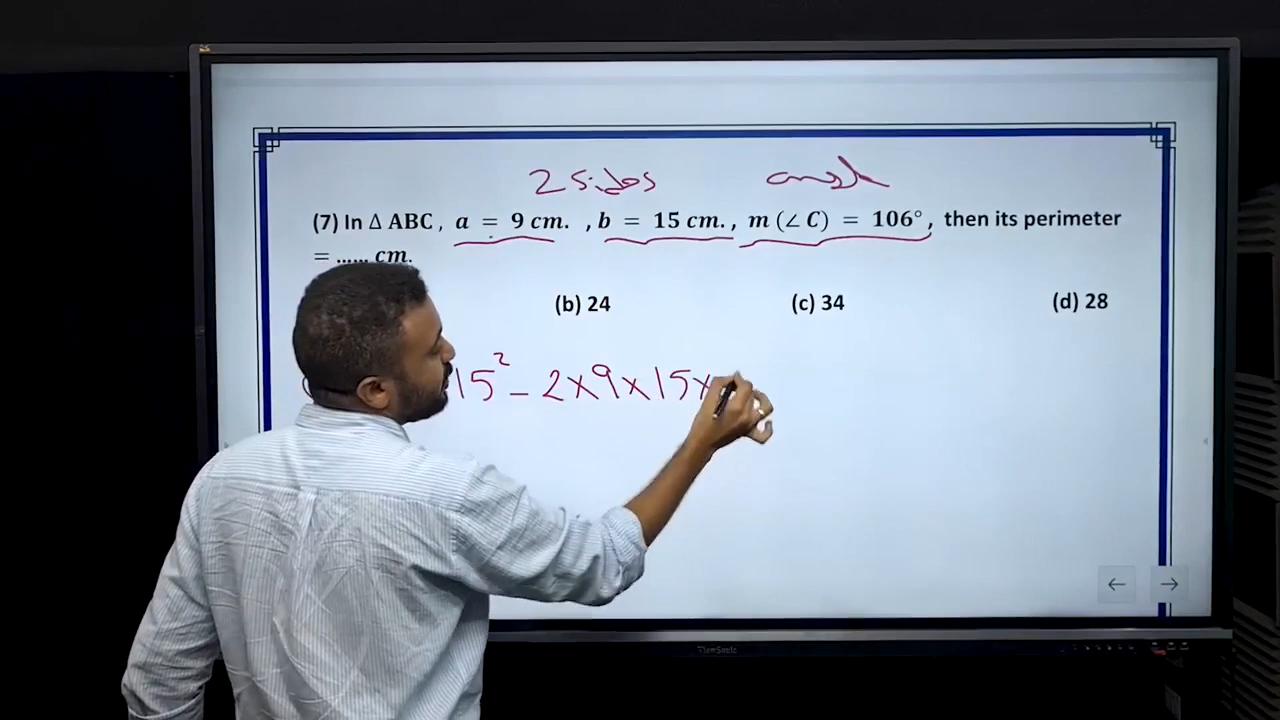 2 sides angle
(7) In Δ ABC , a = 9 cm. , b = 15 cm. , m (∠ C) = 106° , then its perimeter
= ...... cm.
(b) 24 (c) 34 (d) 28
15² - 2×9×15×
ViewSonic